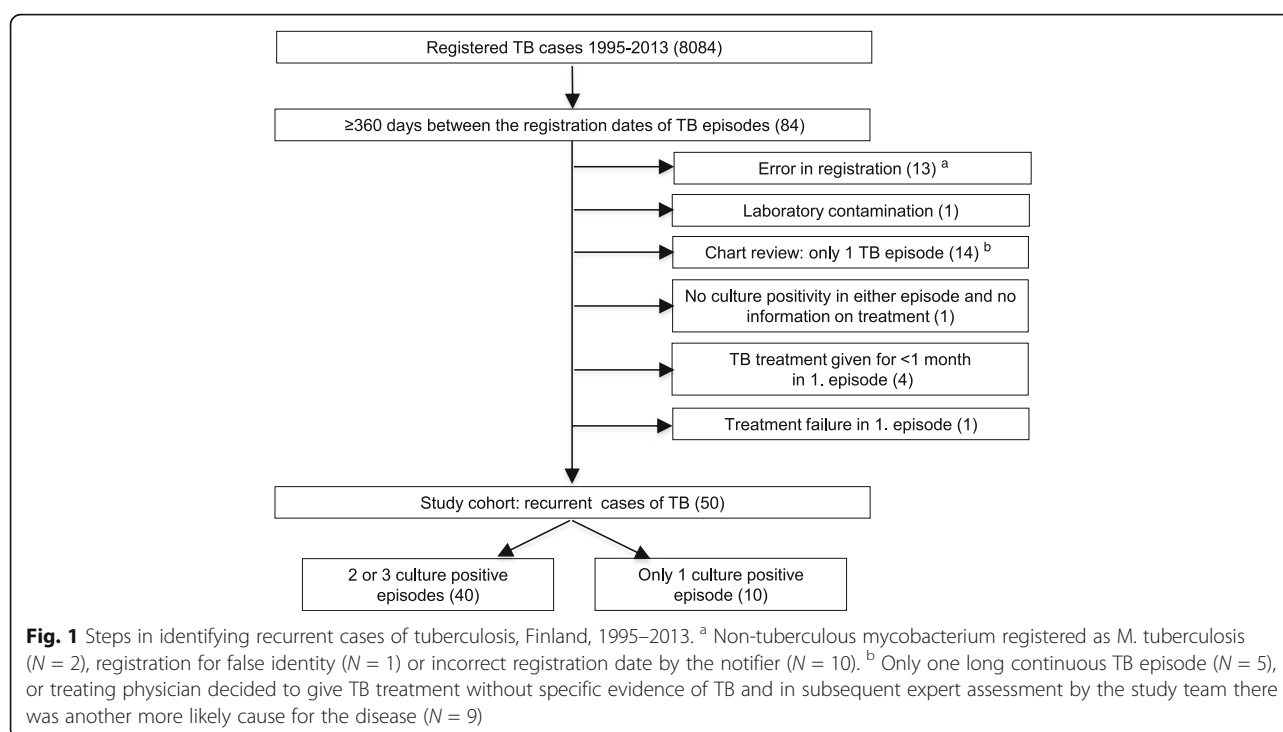 Registered TB cases 1995-2013 (8084)
≥360 days between the registration dates of TB episodes (84)
Error in registration (13) a
Laboratory contamination (1)
Chart review: only 1 TB episode (14) b
No culture positivity in either episode and no
information on treatment (1)
TB treatment given for <1 month
in 1. episode (4)
Treatment failure in 1. episode (1)
Study cohort: recurrent cases of TB (50)
2 or 3 culture positive
episodes (40)
Only 1 culture positive
episode (10)
Fig. 1 Steps in identifying recurrent cases of tuberculosis, Finland, 1995–2013. a Non-tuberculous mycobacterium registered as M. tuberculosis
(N = 2), registration for false identity (N = 1) or incorrect registration date by the notifier (N = 10). b Only one long continuous TB episode (N = 5),
or treating physician decided to give TB treatment without specific evidence of TB and in subsequent expert assessment by the study team there
was another more likely cause for the disease (N = 9)